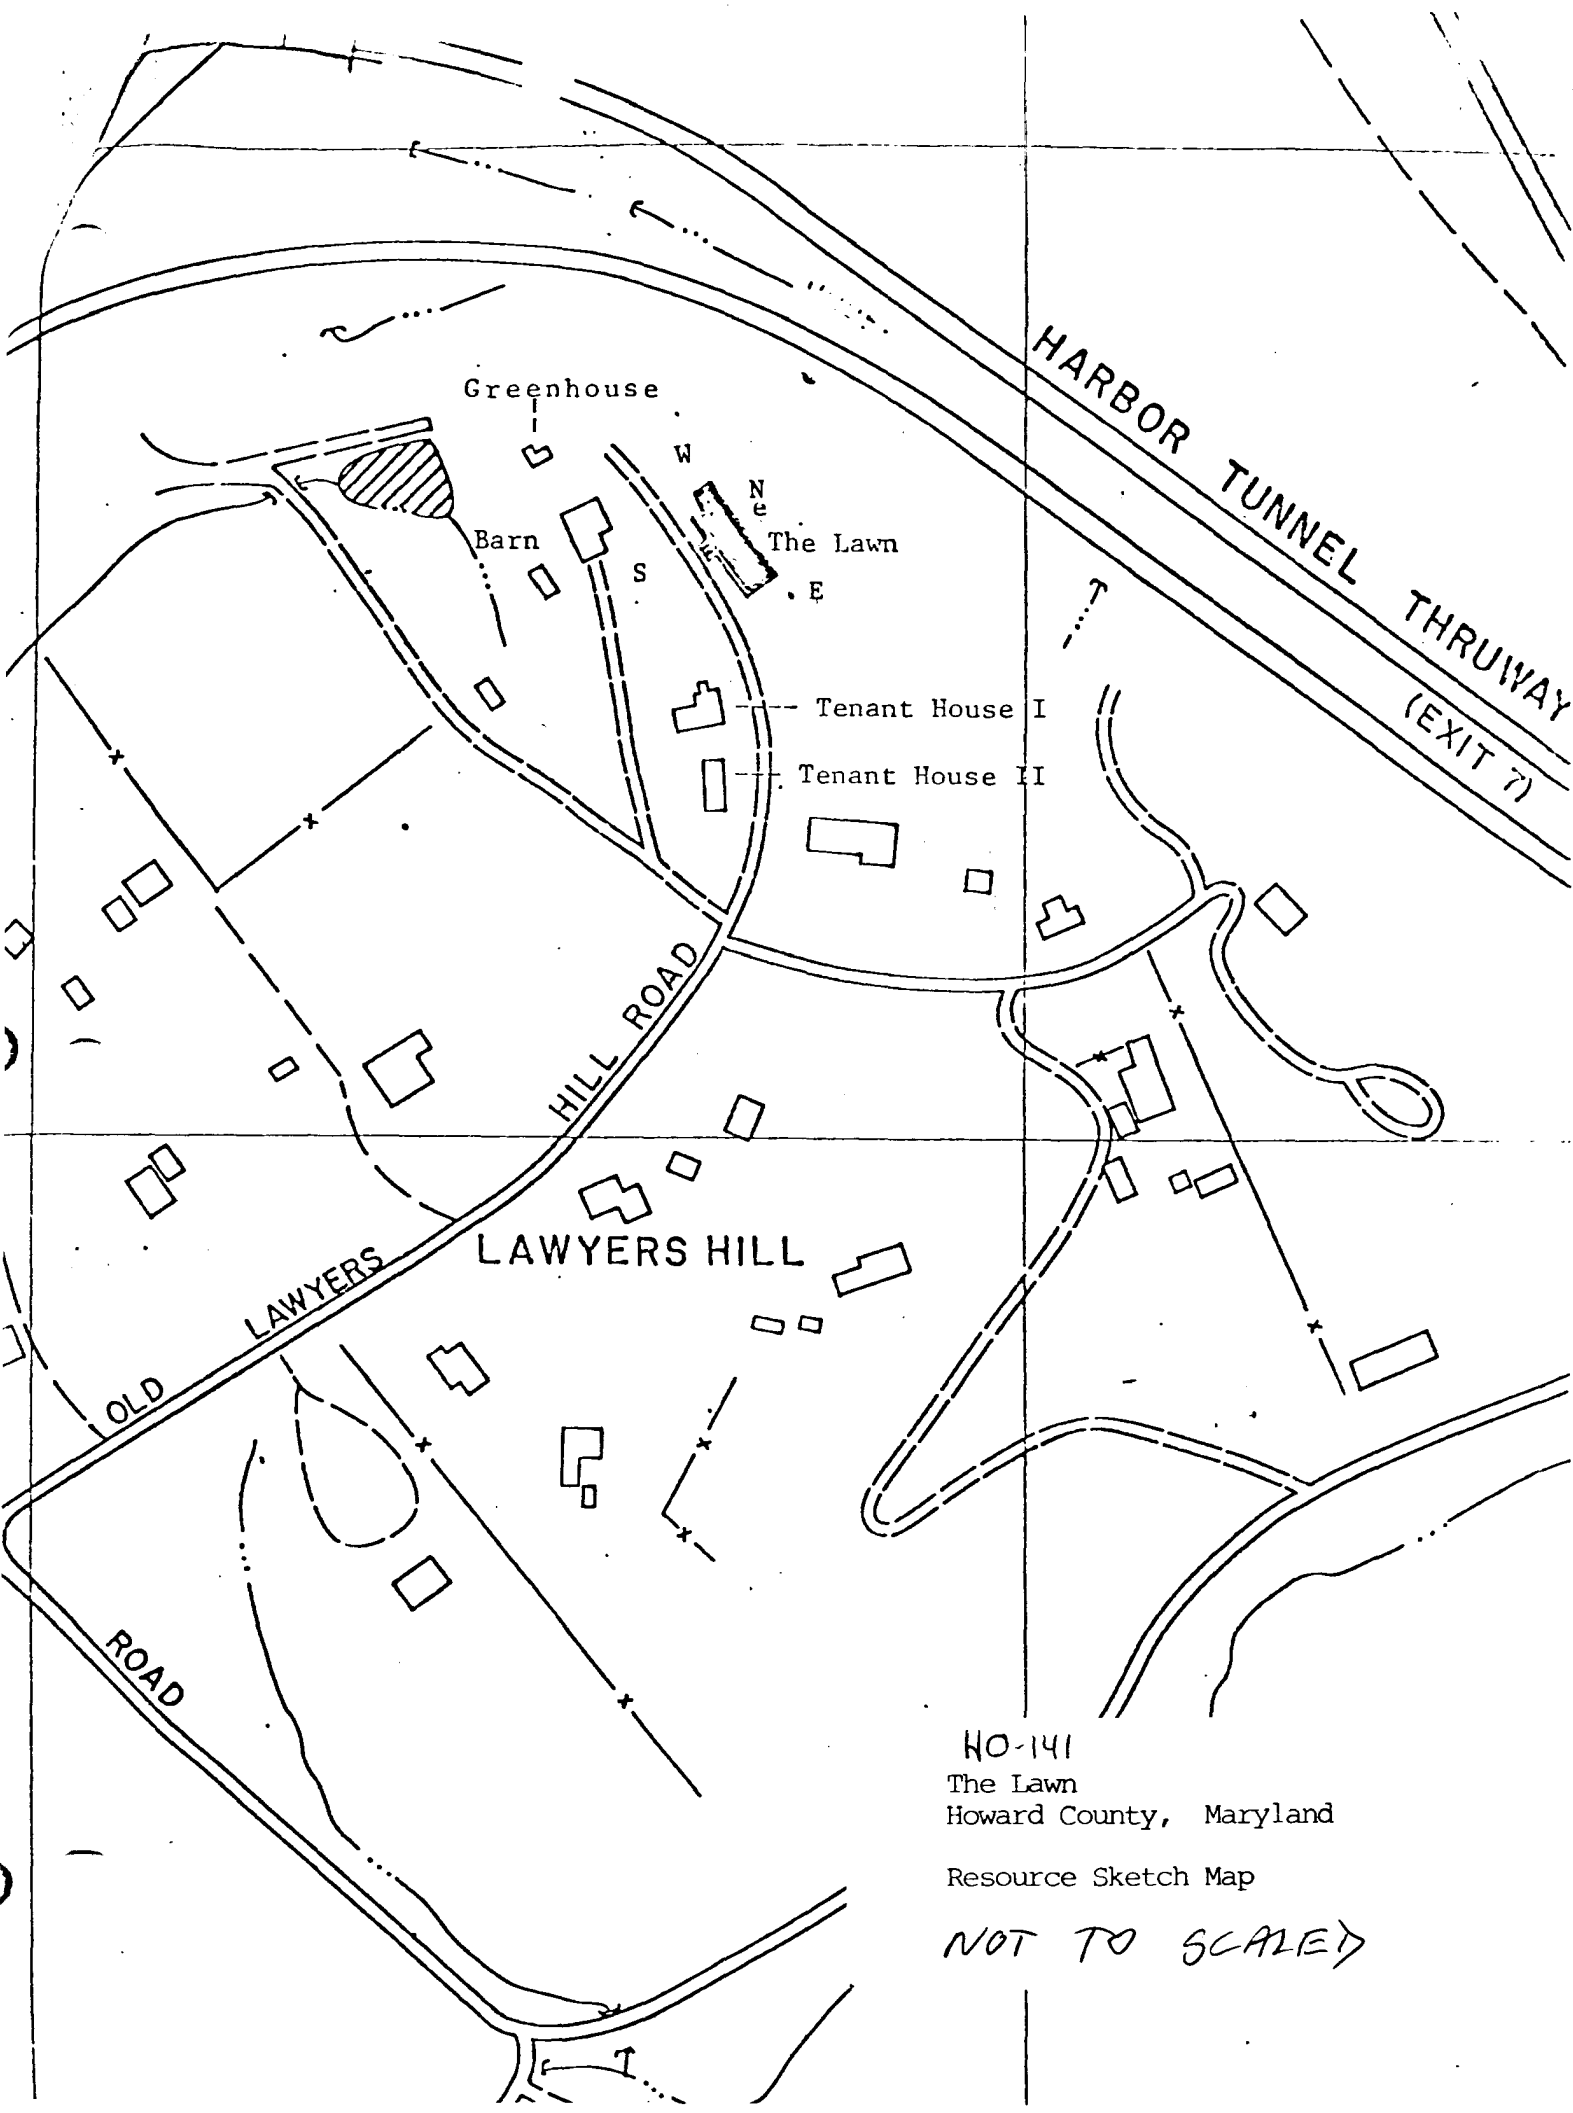 HARBOR TUNNEL THRUWAY
(EXIT 7)
Greenhouse
W
N
e
Barn
The Lawn
S
E
Tenant House I
Tenant House II
OLD LAWYERS HILL ROAD
LAWYERS HILL
ROAD
HO-141
The Lawn
Howard County, Maryland
Resource Sketch Map
NOT TO SCALED